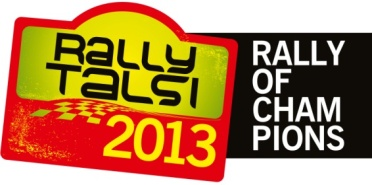 RALLY
TALSI
2013
RALLY
OF
CHAM
PIONS